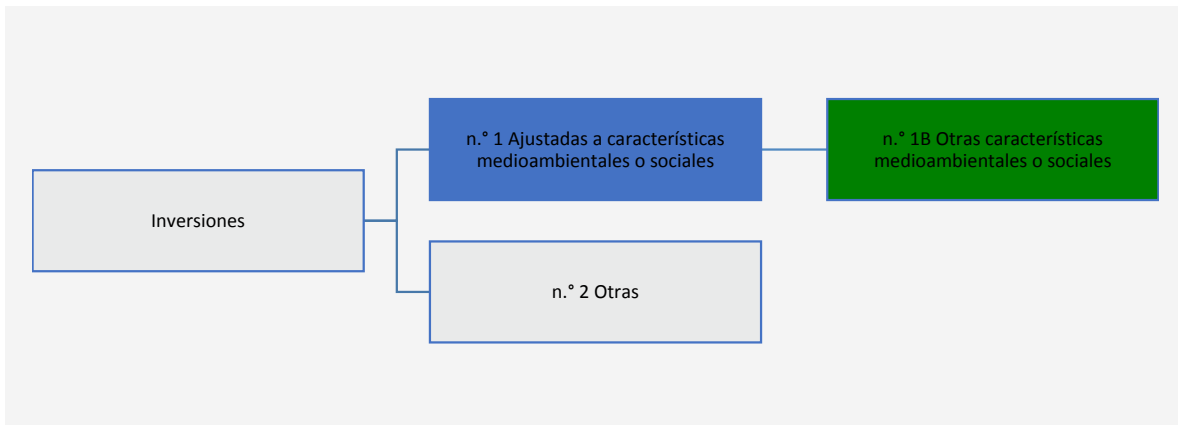 n.° 1 Ajustadas a características
medioambientales o sociales
n.° 1B Otras características
medioambientales o sociales
Inversiones
n.° 2 Otras